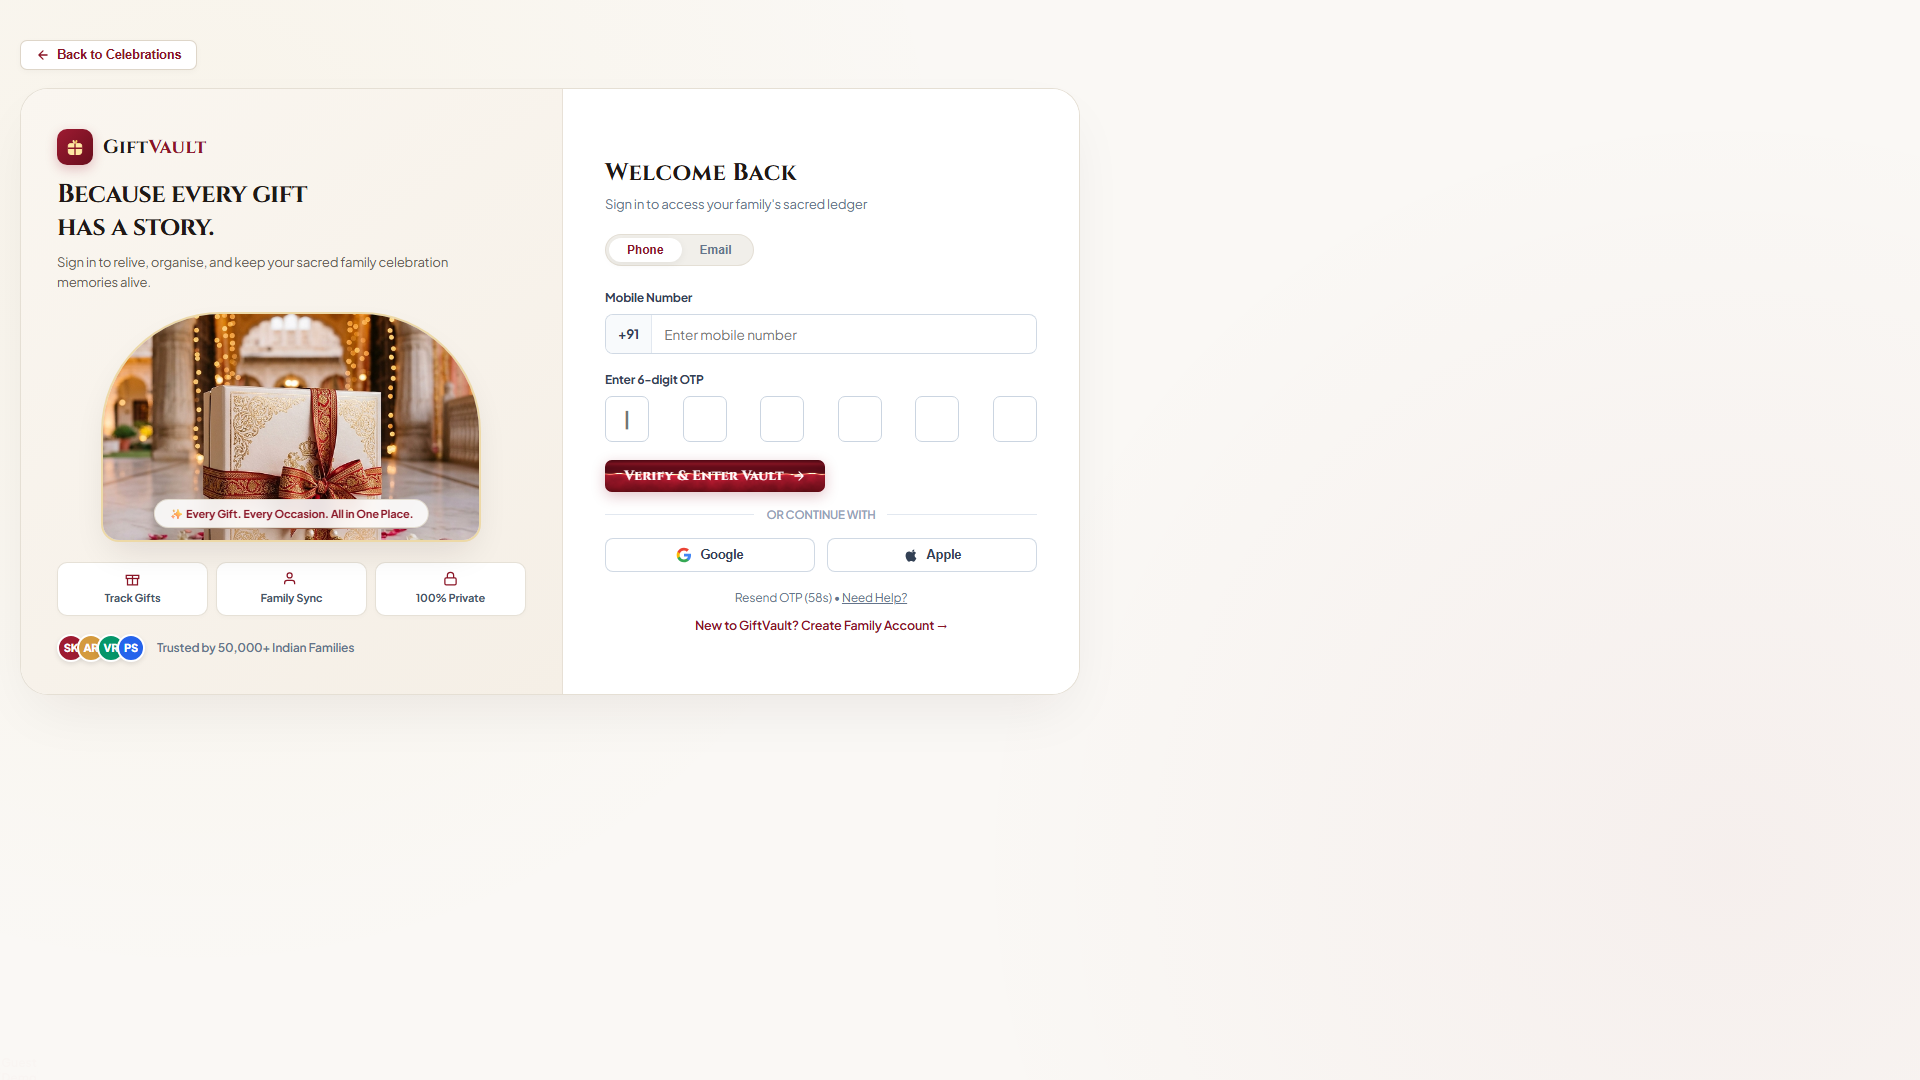 Back to Celebrations
GiftVault
Because every gift
has a story.
Sign in to relive, organise, and keep your sacred family celebration
memories alive.
✨ Every Gift. Every Occasion. All in One Place.
Track Gifts
Family Sync
100% Private
SK AR VR PS
Trusted by 50,000+ Indian Families
Welcome Back
Sign in to access your family's sacred ledger
Phone Email
Mobile Number
+91 Enter mobile number
Enter 6-digit OTP
Verify & Enter Vault →
OR CONTINUE WITH
Google
Apple
Resend OTP (58s) • Need Help?
New to GiftVault? Create Family Account →